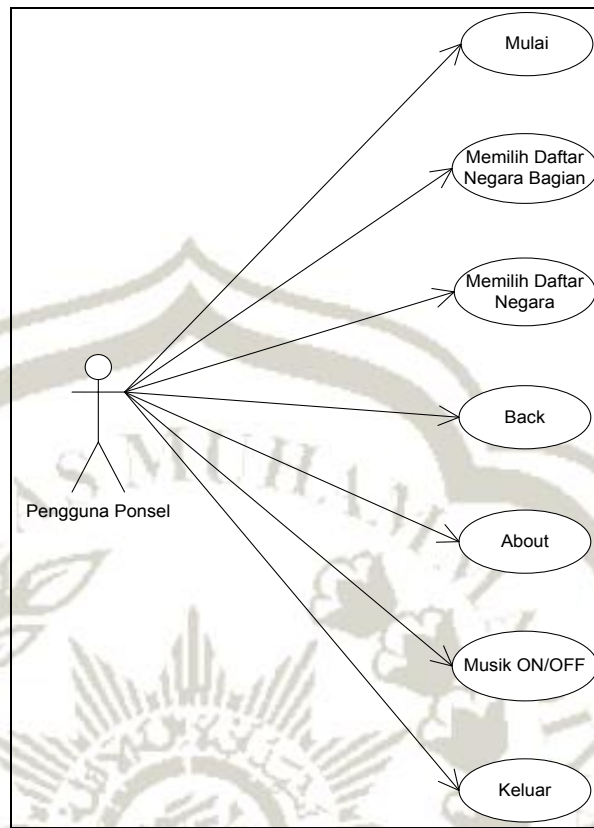 Mulai
Memilih Daftar
Negara Bagian
Memilih Daftar
Negara
Back
Pengguna Ponsel
About
Musik ON/OFF
Keluar